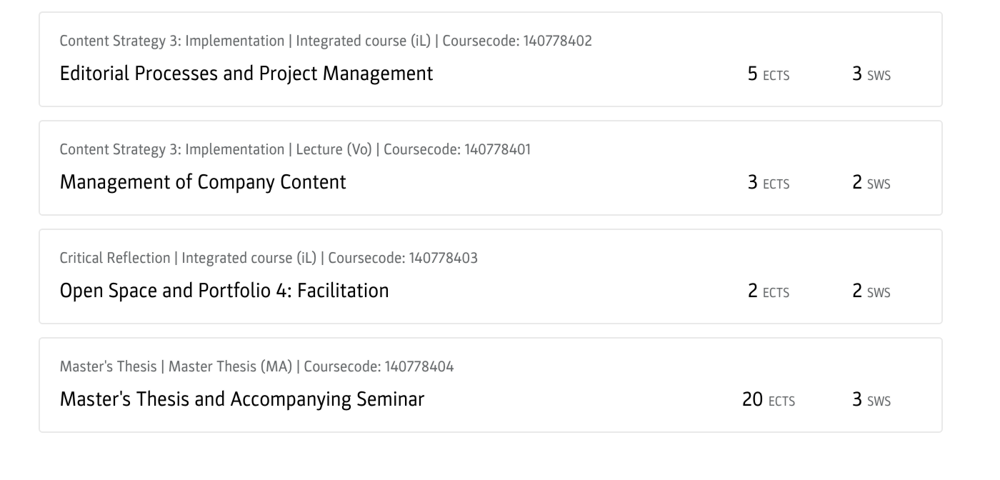 Content Strategy 3: Implementation | Integrated course (iL) | Coursecode: 140778402
Editorial Processes and Project Management 5 ECTS 3 SWS
Content Strategy 3: Implementation | Lecture (Vo) | Coursecode: 140778401
Management of Company Content 3 ECTS 2 SWS
Critical Reflection | Integrated course (iL) | Coursecode: 140778403
Open Space and Portfolio 4: Facilitation 2 ECTS 2 SWS
Master's Thesis | Master Thesis (MA) | Coursecode: 140778404
Master's Thesis and Accompanying Seminar 20 ECTS 3 SWS